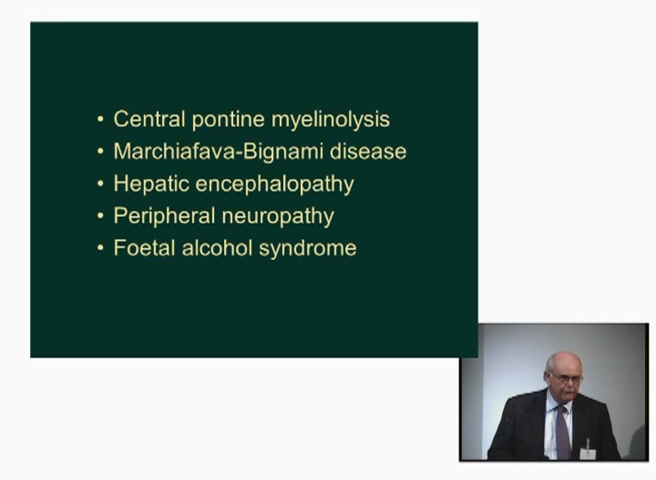 • Central pontine myelinolysis
• Marchiafava-Bignami disease
• Hepatic encephalopathy
• Peripheral neuropathy
• Foetal alcohol syndrome